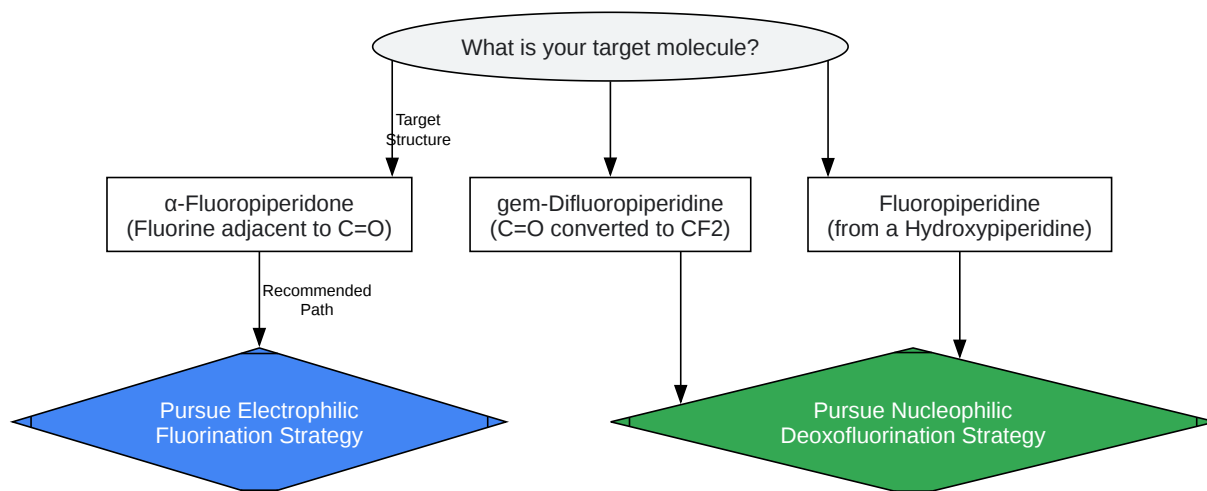 What is your target molecule?
Target
Structure
α-Fluoropiperidone
(Fluorine adjacent to C=O)
gem-Difluoropiperidine
(C=O converted to CF2)
Fluoropiperidine
(from a Hydroxypiperidine)
Recommended
Path
Pursue Electrophilic
Fluorination Strategy
Pursue Nucleophilic
Deoxofluorination Strategy